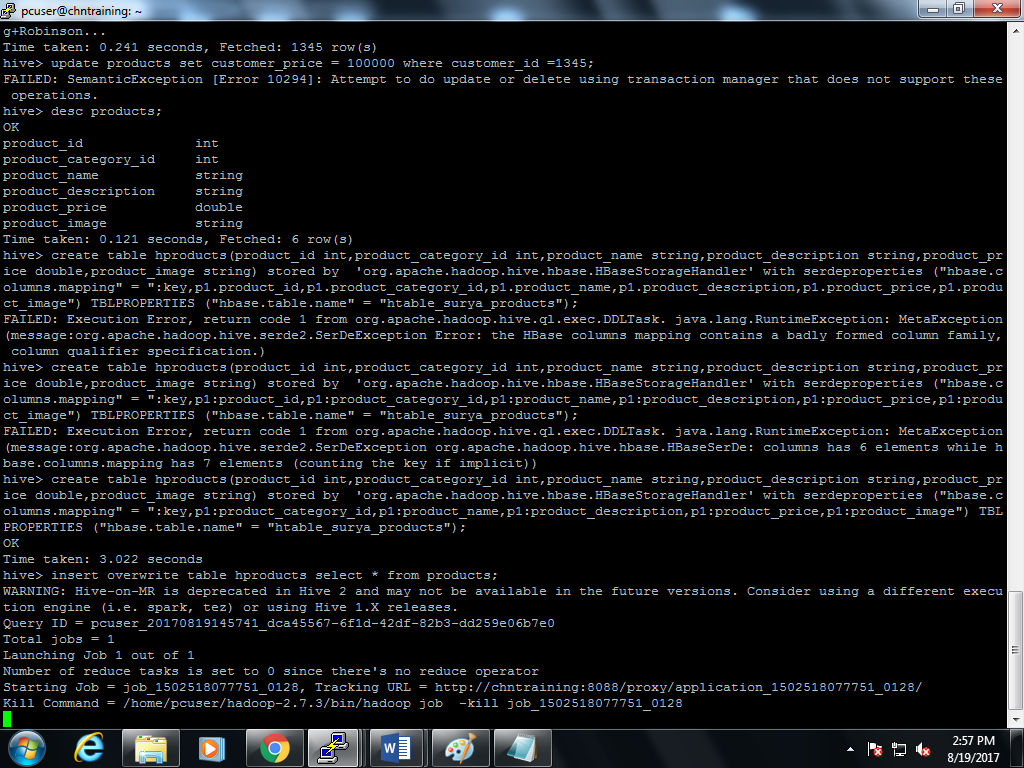 pcuser@chntraining: ~
g+Robinson...
Time taken: 0.241 seconds, Fetched: 1345 row(s)
hive> update products set customer_price = 100000 where customer_id =1345;
FAILED: SemanticException [Error 10294]: Attempt to do update or delete using transaction manager that does not support these
 operations.
hive> desc products;
OK
product_id              int
product_category_id     int
product_name            string
product_description     string
product_price           double
product_image           string
Time taken: 0.121 seconds, Fetched: 6 row(s)
hive> create table hproducts(product_id int,product_category_id int,product_name string,product_description string,product_pr
ice double,product_image string) stored by  'org.apache.hadoop.hive.hbase.HBaseStorageHandler' with serdeproperties ("hbase.c
olumns.mapping" = ":key,p1.product_id,p1.product_category_id,p1.product_name,p1.product_description,p1.product_price,p1.produ
ct_image") TBLPROPERTIES ("hbase.table.name" = "htable_surya_products");
FAILED: Execution Error, return code 1 from org.apache.hadoop.hive.ql.exec.DDLTask. java.lang.RuntimeException: MetaException
(message:org.apache.hadoop.hive.serde2.SerDeException Error: the HBase columns mapping contains a badly formed column family,
 column qualifier specification.)
hive> create table hproducts(product_id int,product_category_id int,product_name string,product_description string,product_pr
ice double,product_image string) stored by  'org.apache.hadoop.hive.hbase.HBaseStorageHandler' with serdeproperties ("hbase.c
olumns.mapping" = ":key,p1:product_id,p1:product_category_id,p1:product_name,p1:product_description,p1:product_price,p1:produ
ct_image") TBLPROPERTIES ("hbase.table.name" = "htable_surya_products");
FAILED: Execution Error, return code 1 from org.apache.hadoop.hive.ql.exec.DDLTask. java.lang.RuntimeException: MetaException
(message:org.apache.hadoop.hive.serde2.SerDeException org.apache.hadoop.hive.hbase.HBaseSerDe: columns has 6 elements while h
base.columns.mapping has 7 elements (counting the key if implicit))
hive> create table hproducts(product_id int,product_category_id int,product_name string,product_description string,product_pr
ice double,product_image string) stored by  'org.apache.hadoop.hive.hbase.HBaseStorageHandler' with serdeproperties ("hbase.c
olumns.mapping" = ":key,p1:product_category_id,p1:product_name,p1:product_description,p1:product_price,p1:product_image") TBL
PROPERTIES ("hbase.table.name" = "htable_surya_products");
OK
Time taken: 3.022 seconds
hive> insert overwrite table hproducts select * from products;
WARNING: Hive-on-MR is deprecated in Hive 2 and may not be available in the future versions. Consider using a different execu
tion engine (i.e. spark, tez) or using Hive 1.X releases.
Query ID = pcuser_20170819145741_dca45567-6f1d-42df-82b3-dd259e06b7e0
Total jobs = 1
Launching Job 1 out of 1
Number of reduce tasks is set to 0 since there's no reduce operator
Starting Job = job_1502518077751_0128, Tracking URL = http://chntraining:8088/proxy/application_1502518077751_0128/
Kill Command = /home/pcuser/hadoop-2.7.3/bin/hadoop job  -kill job_1502518077751_0128
2:57 PM
8/19/2017